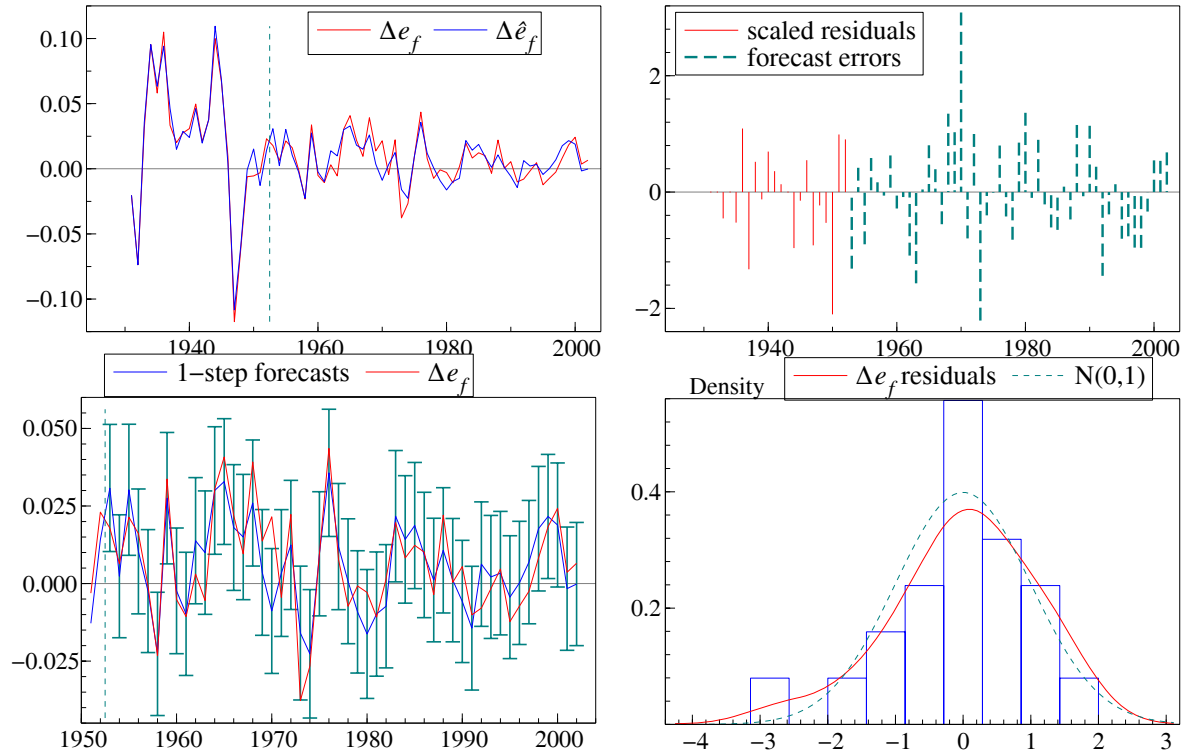 Δe_f Δê_f
0.10
0.05
0.00
−0.05
−0.10
1940 1960 1980 2000
scaled residuals
forecast errors
2
0
−2
1940 1960 1980 2000
1−step forecasts Δe_f
0.050
0.025
0.000
−0.025
1950 1960 1970 1980 1990 2000
Density Δe_f residuals N(0,1)
0.4
0.2
−4 −3 −2 −1 0 1 2 3